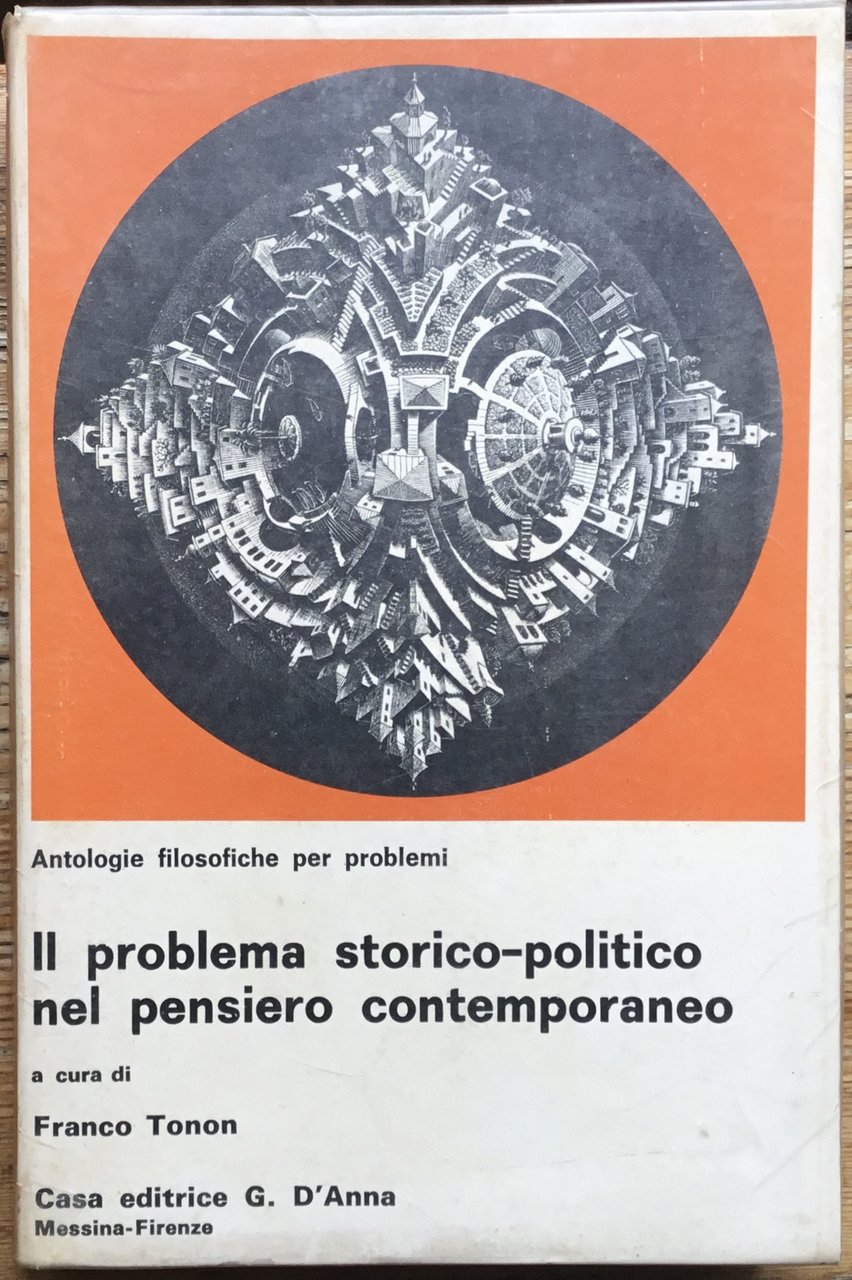 Antologie filosofiche per problemi
Il problema storico-politico
nel pensiero contemporaneo
a cura di
Franco Tonon
Casa editrice G. D'Anna
Messina-Firenze